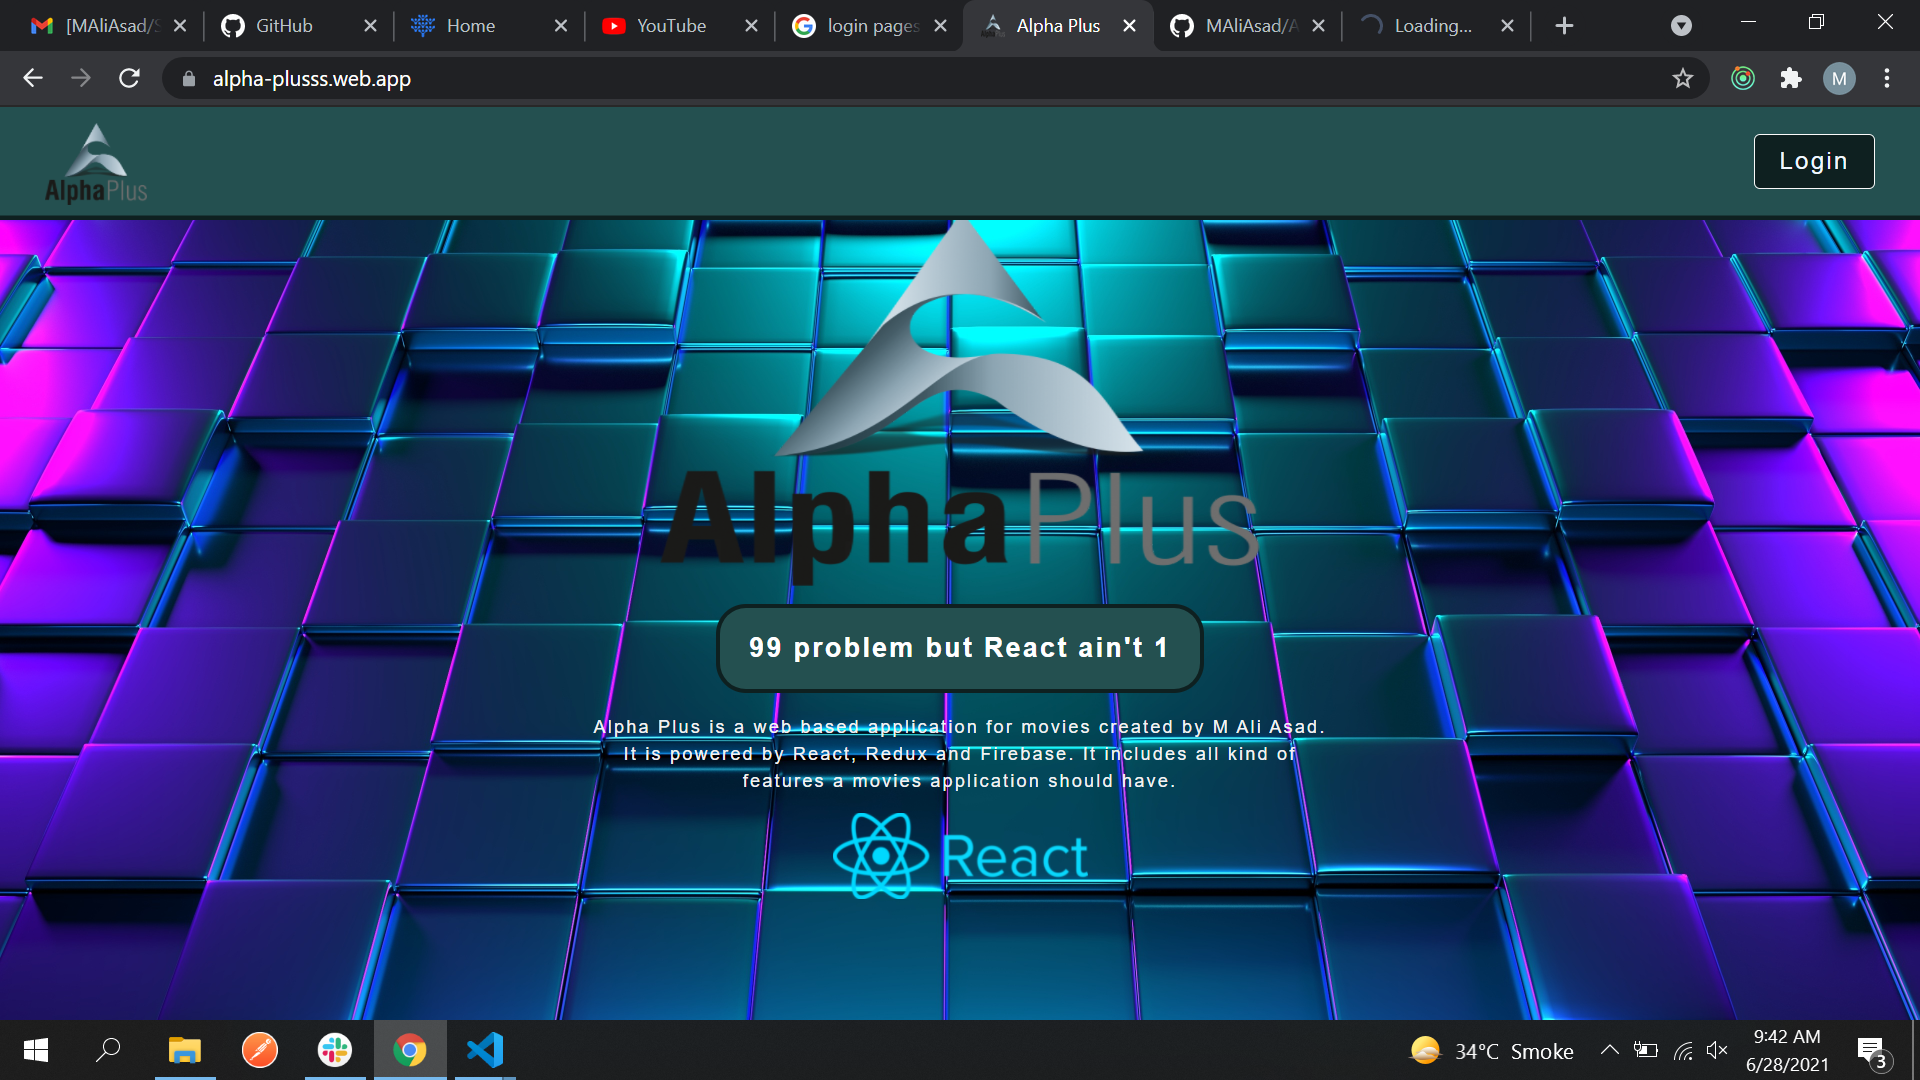 [MAliAsad/S
GitHub
Home
YouTube
login pages
Alpha Plus
MAliAsad/A
Loading...
alpha-plusss.web.app
M
AlphaPlus
Login
AlphaPlus
99 problem but React ain't 1
Alpha Plus is a web based application for movies created by M Ali Asad.
It is powered by React, Redux and Firebase. It includes all kind of
features a movies application should have.
React
34°C Smoke
9:42 AM
6/28/2021
3